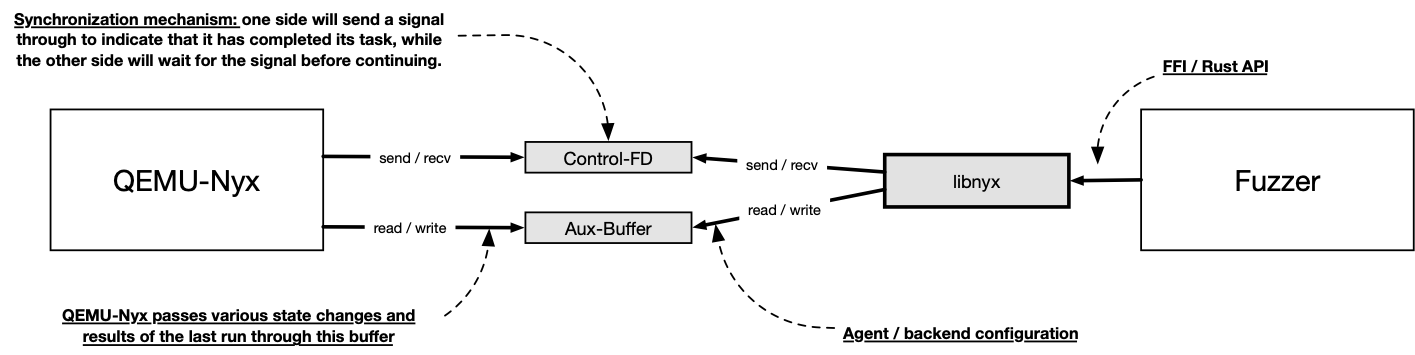 Synchronization mechanism: one side will send a signal
through to indicate that it has completed its task, while
the other side will wait for the signal before continuing.
FFI / Rust API
QEMU-Nyx
send / recv
Control-FD
send / recv
libnyx
Fuzzer
read / write
Aux-Buffer
read / write
QEMU-Nyx passes various state changes and
results of the last run through this buffer
Agent / backend configuration